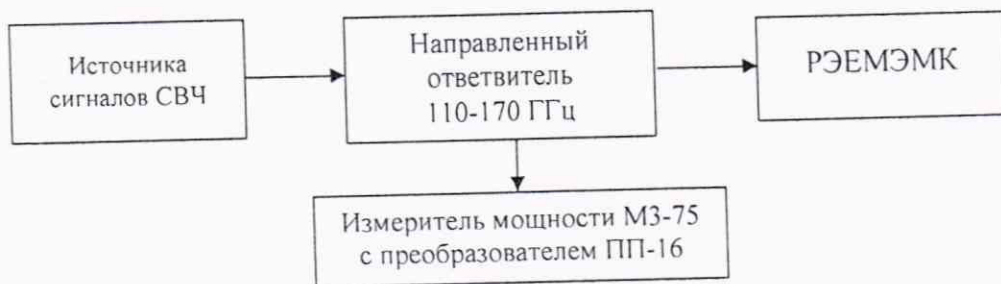 Источника
сигналов СВЧ
Направленный
ответвитель
110-170 ГГц
РЭЕМЭМК
Измеритель мощности М3-75
с преобразователем ПП-16